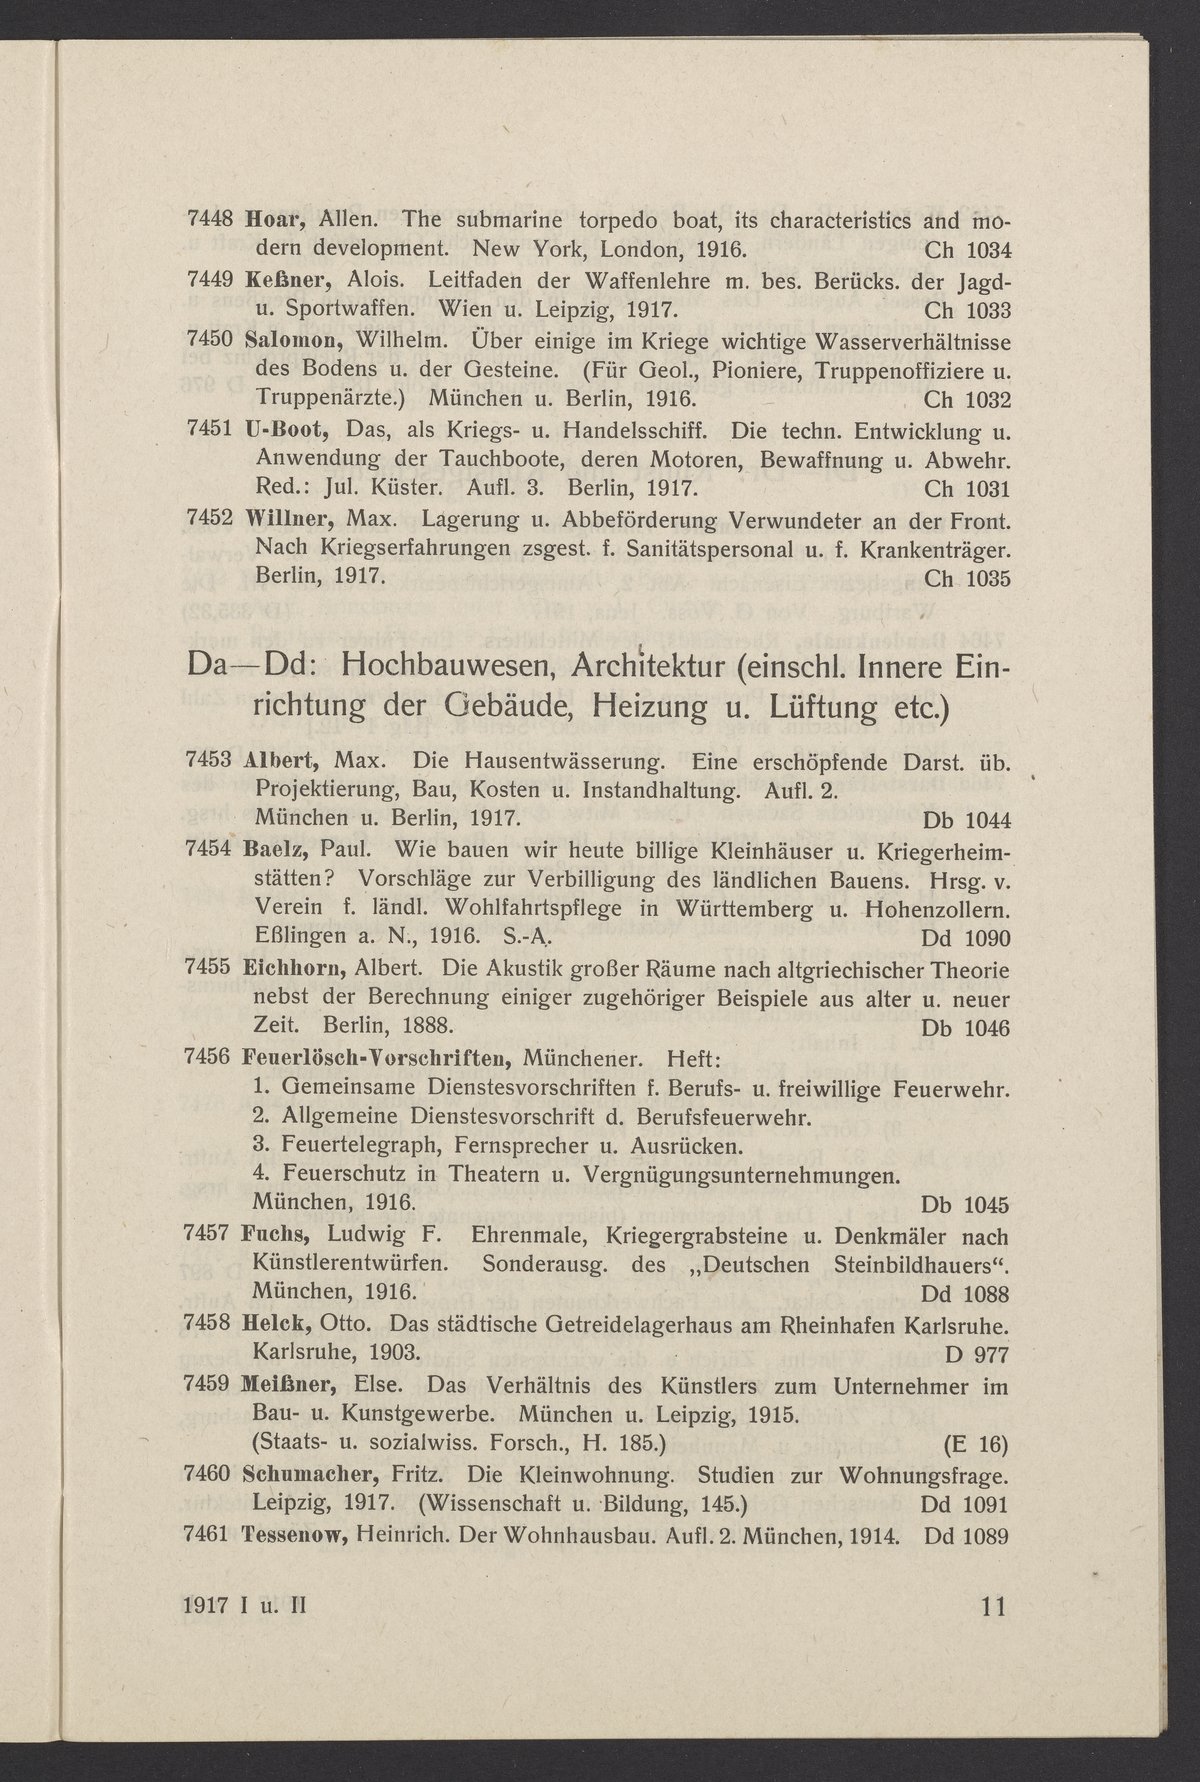 7448 Hoar, Allen. The submarine torpedo boat, its characteristics and mo-
dern development. New York, London, 1916. Ch 1034
7449 Keßner, Alois. Leitfaden der Waffenlehre m. bes. Berücks. der Jagd-
u. Sportwaffen. Wien u. Leipzig, 1917. Ch 1033
7450 Salomon, Wilhelm. Über einige im Kriege wichtige Wasserverhältnisse
des Bodens u. der Gesteine. (Für Geol., Pioniere, Truppenoffiziere u.
Truppenärzte.) München u. Berlin, 1916. Ch 1032
7451 U-Boot, Das, als Kriegs- u. Handelsschiff. Die techn. Entwicklung u.
Anwendung der Tauchboote, deren Motoren, Bewaffnung u. Abwehr.
Red.: Jul. Küster. Aufl. 3. Berlin, 1917. Ch 1031
7452 Willner, Max. Lagerung u. Abbeförderung Verwundeter an der Front.
Nach Kriegserfahrungen zsgest. f. Sanitätspersonal u. f. Krankenträger.
Berlin, 1917. Ch 1035
Da—Dd: Hochbauwesen, Architektur (einschl. Innere Ein-
richtung der Gebäude, Heizung u. Lüftung etc.)
7453 Albert, Max. Die Hausentwässerung. Eine erschöpfende Darst. üb.
Projektierung, Bau, Kosten u. Instandhaltung. Aufl. 2.
München u. Berlin, 1917. Db 1044
7454 Baelz, Paul. Wie bauen wir heute billige Kleinhäuser u. Kriegerheim-
stätten? Vorschläge zur Verbilligung des ländlichen Bauens. Hrsg. v.
Verein f. ländl. Wohlfahrtspflege in Württemberg u. Hohenzollern.
Eßlingen a. N., 1916. S.-A. Dd 1090
7455 Eichhorn, Albert. Die Akustik großer Räume nach altgriechischer Theorie
nebst der Berechnung einiger zugehöriger Beispiele aus alter u. neuer
Zeit. Berlin, 1888. Db 1046
7456 Feuerlösch-Vorschriften, Münchener. Heft:
1. Gemeinsame Dienstesvorschriften f. Berufs- u. freiwillige Feuerwehr.
2. Allgemeine Dienstesvorschrift d. Berufsfeuerwehr.
3. Feuertelegraph, Fernsprecher u. Ausrücken.
4. Feuerschutz in Theatern u. Vergnügungsunternehmungen.
München, 1916. Db 1045
7457 Fuchs, Ludwig F. Ehrenmale, Kriegergrabsteine u. Denkmäler nach
Künstlerentwürfen. Sonderausg. des „Deutschen Steinbildhauers“.
München, 1916. Dd 1088
7458 Helck, Otto. Das städtische Getreidelagerhaus am Rheinhafen Karlsruhe.
Karlsruhe, 1903. D 977
7459 Meißner, Else. Das Verhältnis des Künstlers zum Unternehmer im
Bau- u. Kunstgewerbe. München u. Leipzig, 1915.
(Staats- u. sozialwiss. Forsch., H. 185.) (E 16)
7460 Schumacher, Fritz. Die Kleinwohnung. Studien zur Wohnungsfrage.
Leipzig, 1917. (Wissenschaft u. Bildung, 145.) Dd 1091
7461 Tessenow, Heinrich. Der Wohnhausbau. Aufl. 2. München, 1914. Dd 1089
1917 I u. II 11